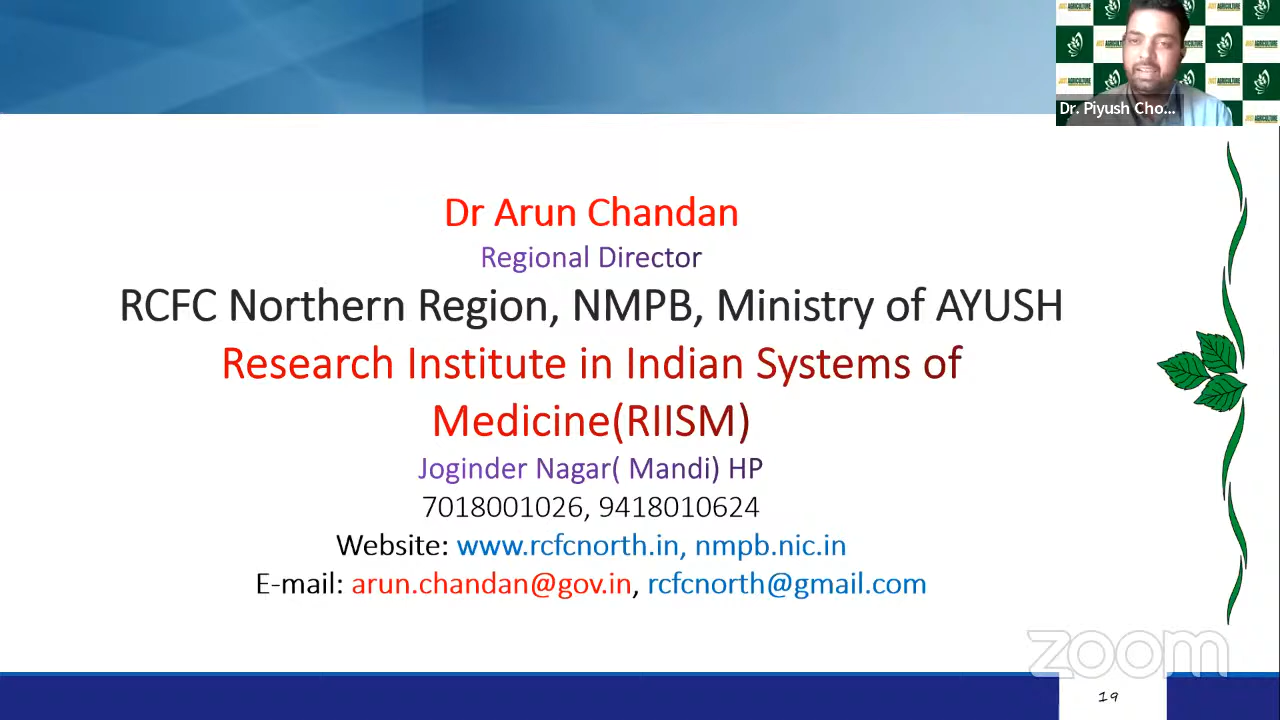 Dr. Piyush Cho...
Dr Arun Chandan
Regional Director
RCFC Northern Region, NMPB, Ministry of AYUSH
Research Institute in Indian Systems of
Medicine(RIISM)
Joginder Nagar( Mandi) HP
7018001026, 9418010624
Website: www.rcfcnorth.in, nmpb.nic.in
E-mail: arun.chandan@gov.in, rcfcnorth@gmail.com
zoom
19